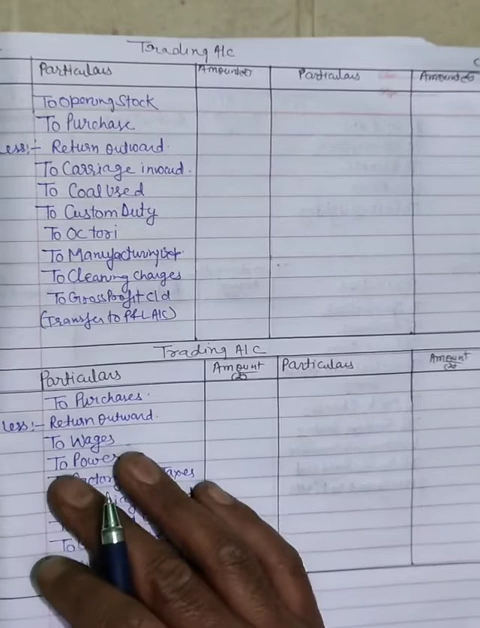 Trading A/C
Particulars Amount(₹) Particulars Amount(₹)
To Opening Stock
To Purchase
Less:- Return outward.
To Carriage inward.
To Coal Used
To Custom Duty
To Octori
To Manufacturing Exp.
To Cleaning charges
To Gross Profit c/d
(Transfer to P&L A/C)
Trading A/C
Particulars Amount (₹) Particulars Amount (₹)
To Purchases.
Less:- Return outward.
To Wages
To Power
Taxes